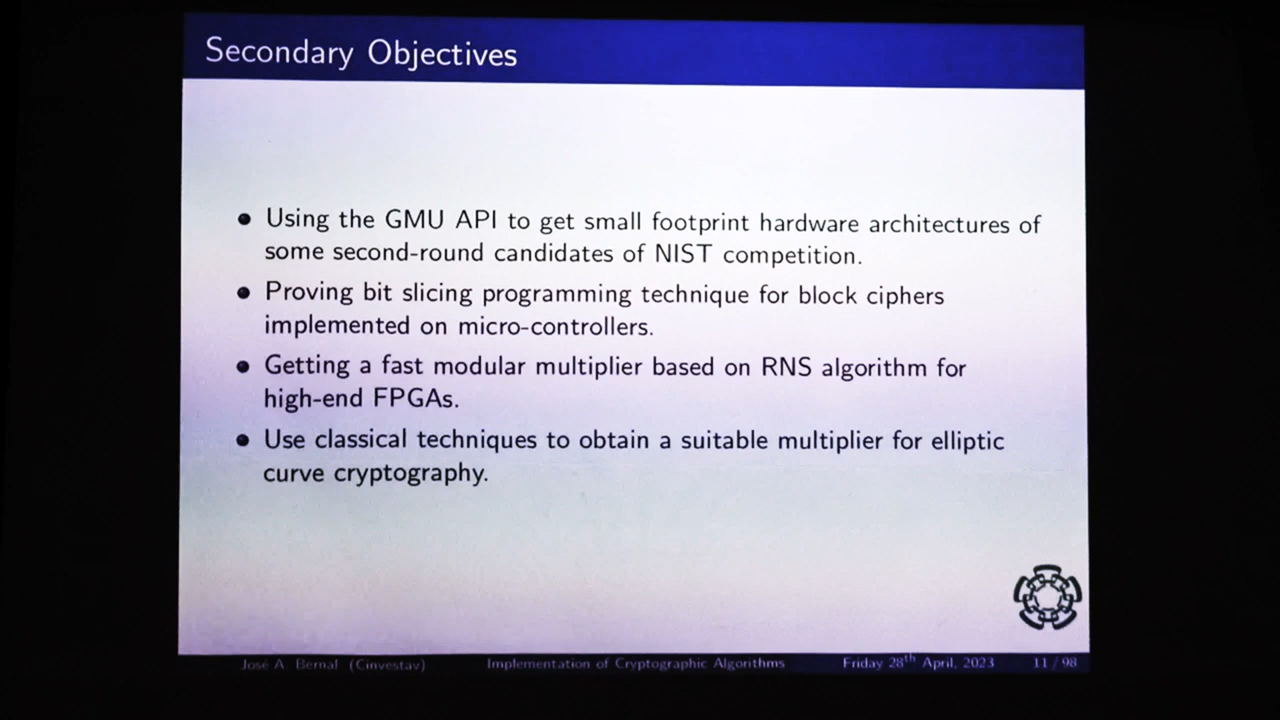 Secondary Objectives
● Using the GMU API to get small footprint hardware architectures of
some second-round candidates of NIST competition.
● Proving bit slicing programming technique for block ciphers
implemented on micro-controllers.
● Getting a fast modular multiplier based on RNS algorithm for
high-end FPGAs.
● Use classical techniques to obtain a suitable multiplier for elliptic
curve cryptography.
José A. Bernal (Cinvestav) Implementation of Cryptographic Algorithms Friday 28th April, 2023 11 / 98